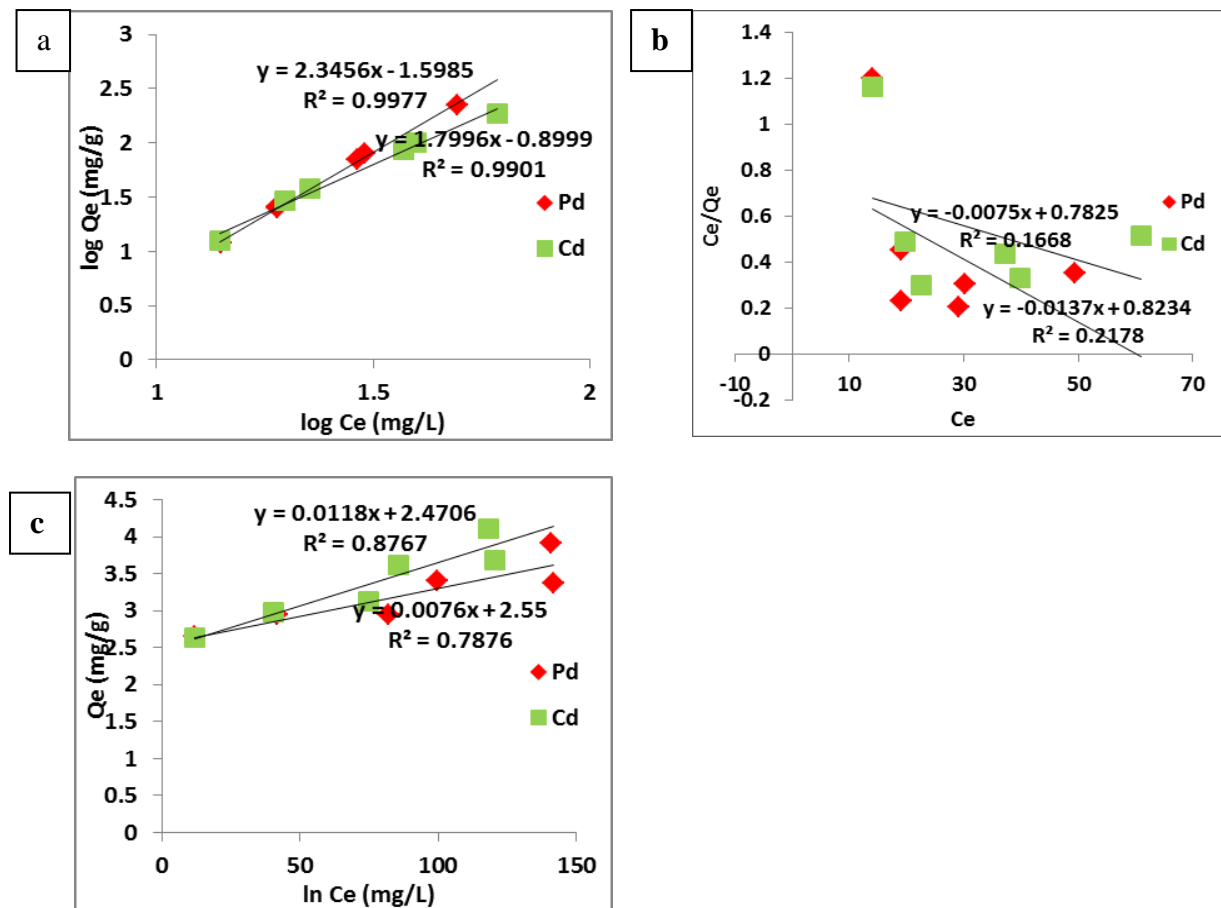 a
3
2.5
2
1.5
1
0.5
0
log Qe (mg/g)
y = 2.3456x - 1.5985
R² = 0.9977
y = 1.7996x - 0.8999
R² = 0.9901
Pd
Cd
1 1.5 2
log Ce (mg/L)
b
1.4
1.2
1
0.8
0.6
0.4
0.2
0
-0.2
Ce/Qe
y = -0.0075x + 0.7825
R² = 0.1668
y = -0.0137x + 0.8234
R² = 0.2178
Pd
Cd
-10 10 30 50 70
Ce
c
4.5
4
3.5
3
2.5
2
1.5
1
0.5
0
Qe (mg/g)
y = 0.0118x + 2.4706
R² = 0.8767
y = 0.0076x + 2.55
R² = 0.7876
Pd
Cd
0 50 100 150
ln Ce (mg/L)